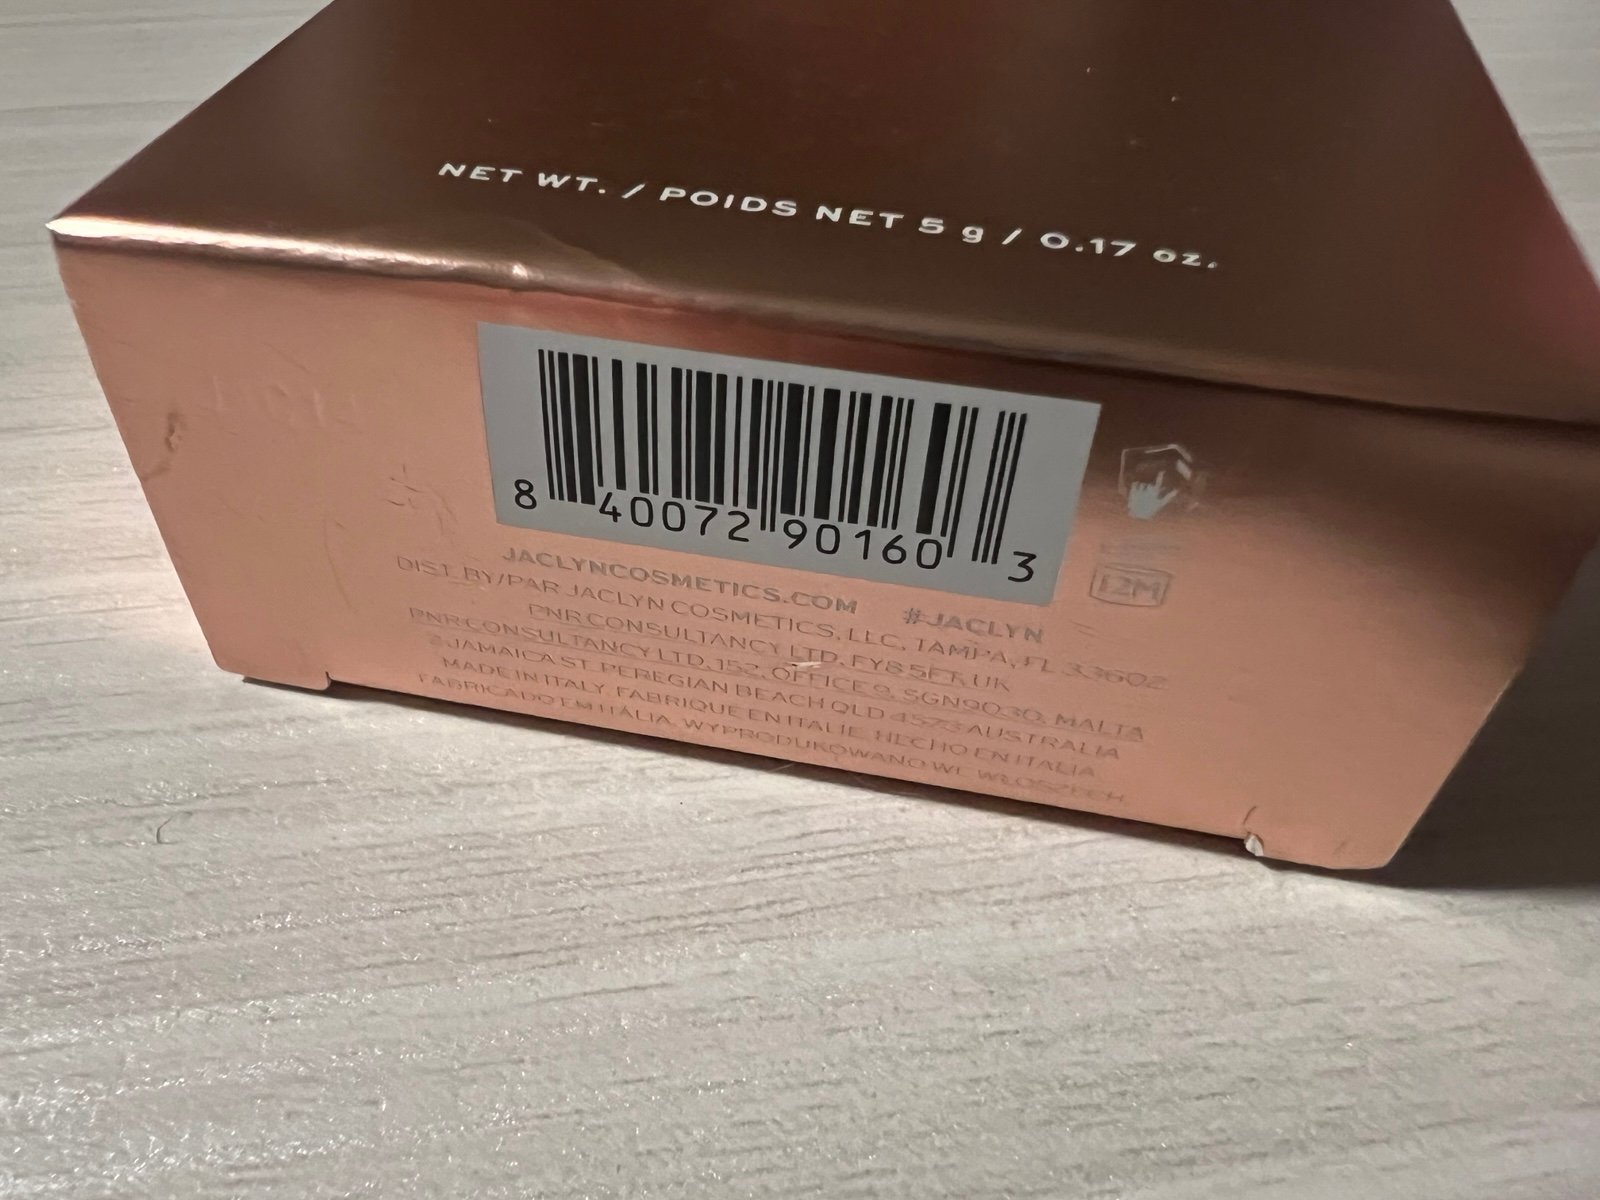 NET WT. / POIDS NET 5 g / 0.17 oz.
8 40072 90160 3
12M
JACLYNCOSMETICS.COM #JACLYN
DIST. BY/PAR JACLYN COSMETICS, LLC, TAMPA, FL 33602
PNR CONSULTANCY LTD, FY8 5FT, UK
PNR CONSULTANCY LTD, 152, OFFICE 9, SGN9030, MALTA
2 JAMAICA ST. PEREGIAN BEACH QLD 4573 AUSTRALIA
MADE IN ITALY. FABRIQUE EN ITALIE. HECHO EN ITALIA
FABRICADO EM ITÁLIA. WYPRODUKOWANO WE WŁOSZECH